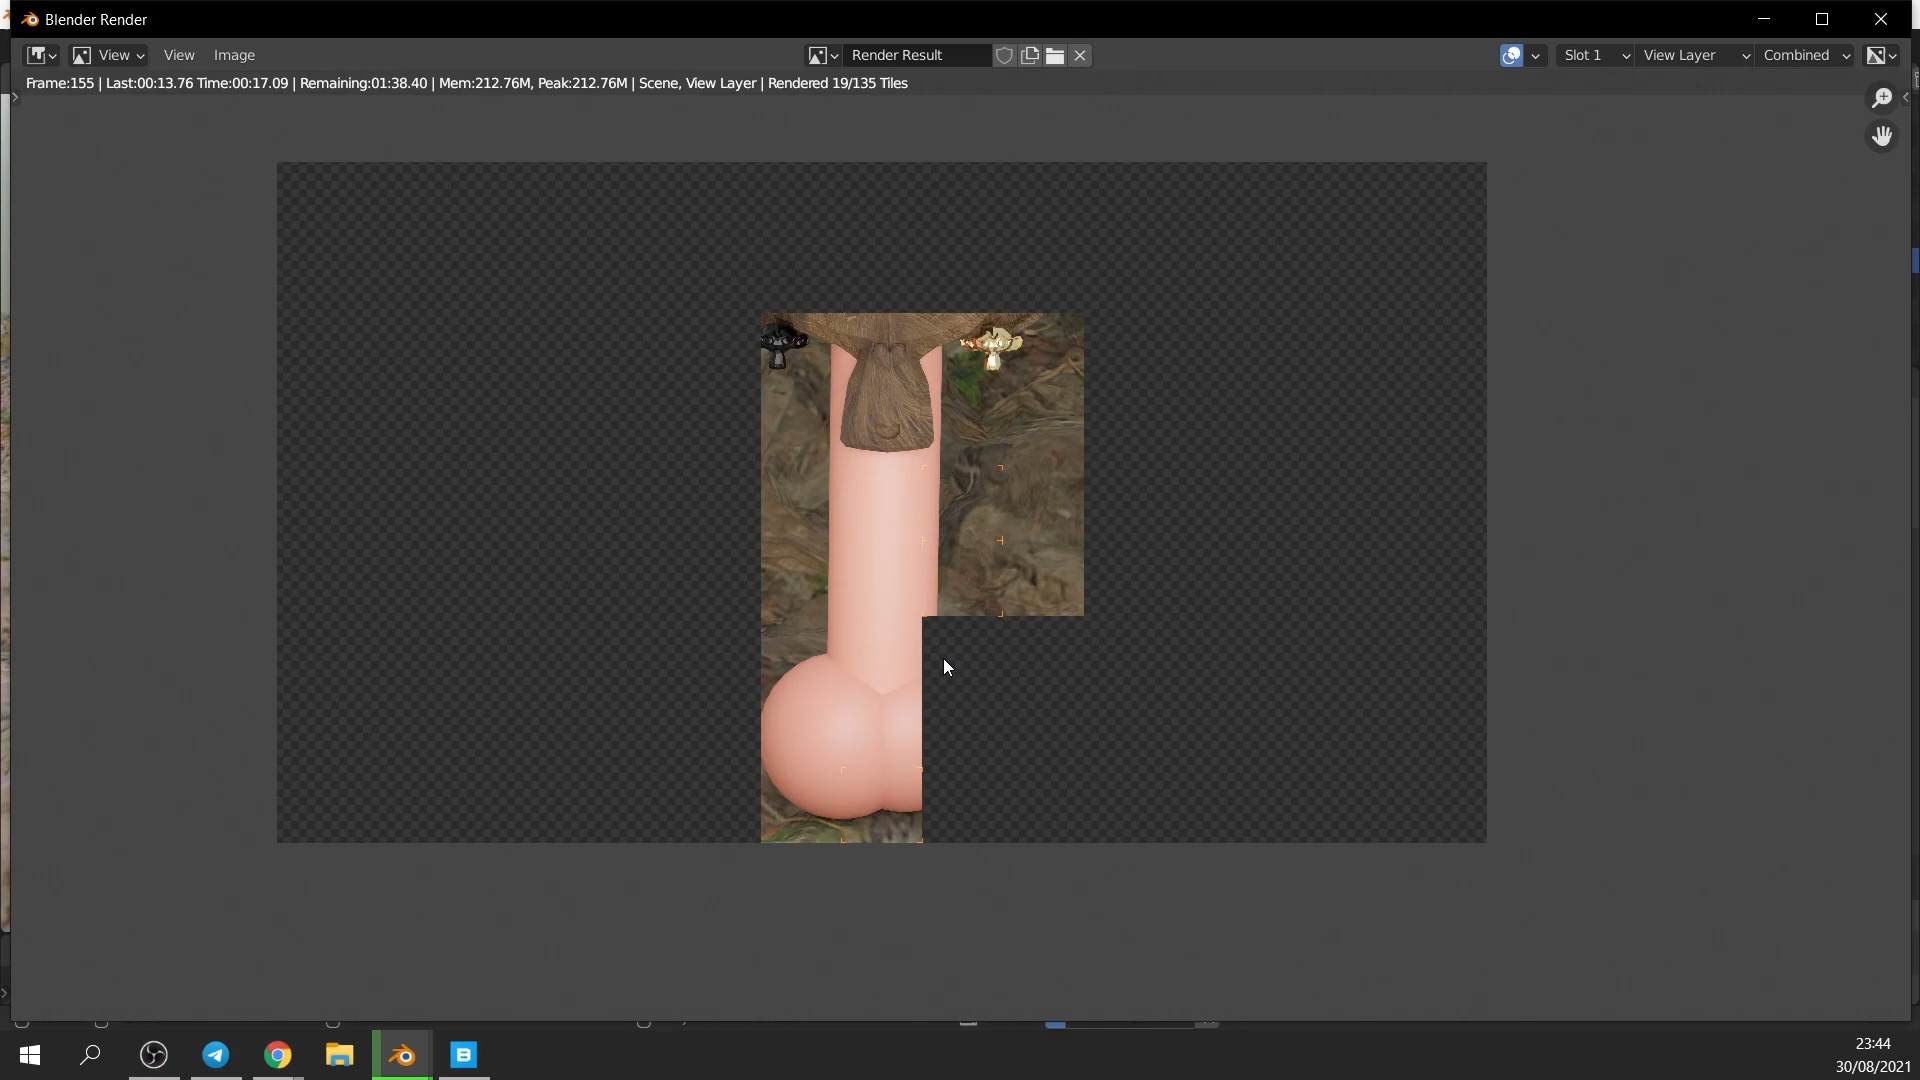 Blender Render
View View Image Render Result Slot 1 View Layer Combined
Frame:155 | Last:00:13.76 Time:00:17.09 | Remaining:01:38.40 | Mem:212.76M, Peak:212.76M | Scene, View Layer | Rendered 19/135 Tiles
23:44
30/08/2021